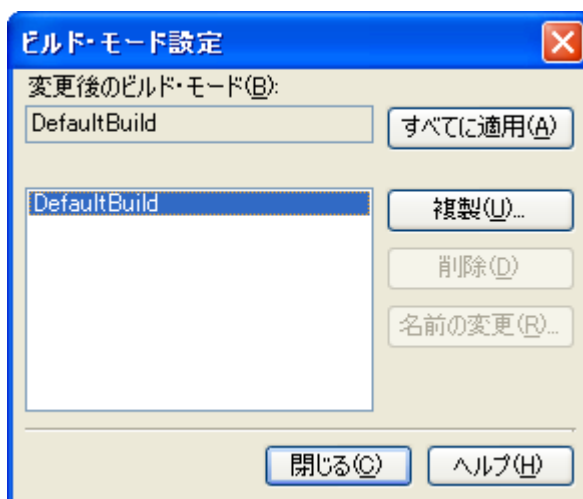 ビルド・モード設定
変更後のビルド・モード(B):
DefaultBuild
すべてに適用(A)
DefaultBuild
複製(U)...
削除(D)
名前の変更(R)...
閉じる(C)
ヘルプ(H)